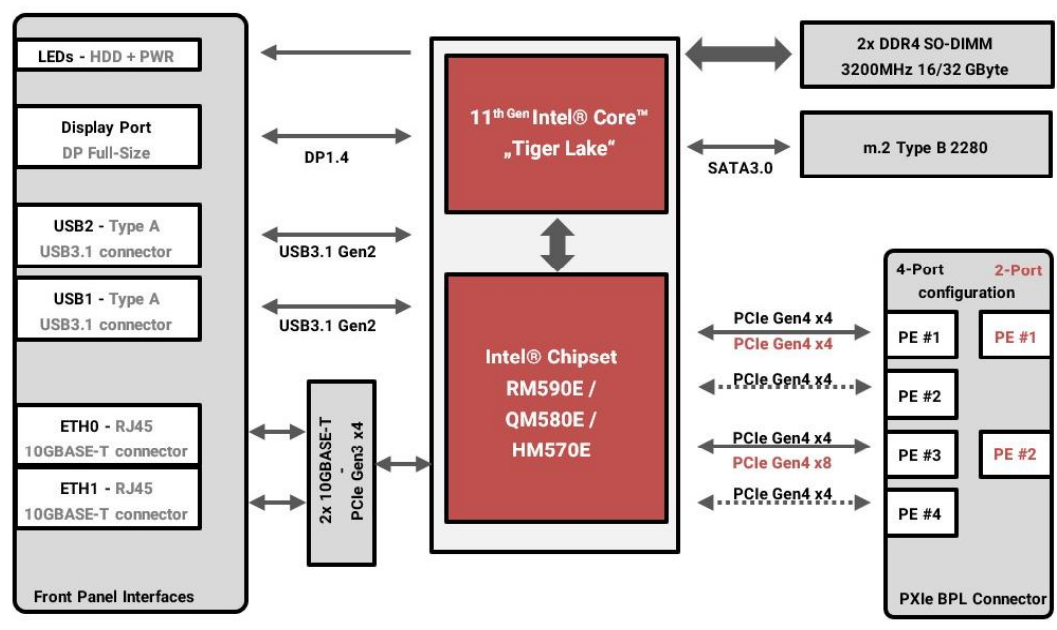 LEDs - HDD + PWR
Display Port
DP Full-Size
DP1.4
USB2 - Type A
USB3.1 connector
USB3.1 Gen2
USB1 - Type A
USB3.1 connector
USB3.1 Gen2
ETH0 - RJ45
10GBASE-T connector
ETH1 - RJ45
10GBASE-T connector
Front Panel Interfaces
2x 10GBASE-T
-
PCIe Gen3 x4
11th Gen Intel® Core™
„Tiger Lake“
Intel® Chipset
RM590E /
QM580E /
HM570E
2x DDR4 SO-DIMM
3200MHz 16/32 GByte
SATA3.0
m.2 Type B 2280
4-Port 2-Port
configuration
PCIe Gen4 x4
PCIe Gen4 x4
PE #1 PE #1
PCIe Gen4 x4
PE #2
PCIe Gen4 x4
PCIe Gen4 x8
PE #3 PE #2
PCIe Gen4 x4
PE #4
PXIe BPL Connector